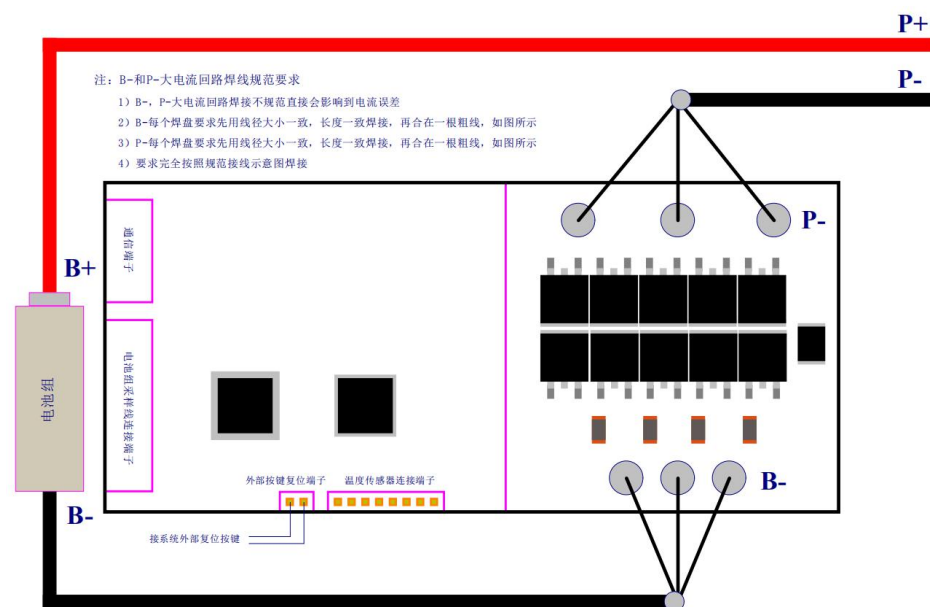 P+
P-
注：B-和P-大电流回路焊线规范要求
1）B-，P-大电流回路焊接不规范直接会影响到电流误差
2）B-每个焊盘要求先用线径大小一致，长度一致焊接，再合在一根粗线，如图所示
3）P-每个焊盘要求先用线径大小一致，长度一致焊接，再合在一根粗线，如图所示
4）要求完全按照规范接线示意图焊接
P-
通信端子
B+
电池组
电池组采样线连接端子
外部按键复位端子
温度传感器连接端子
B-
B-
接系统外部复位按键